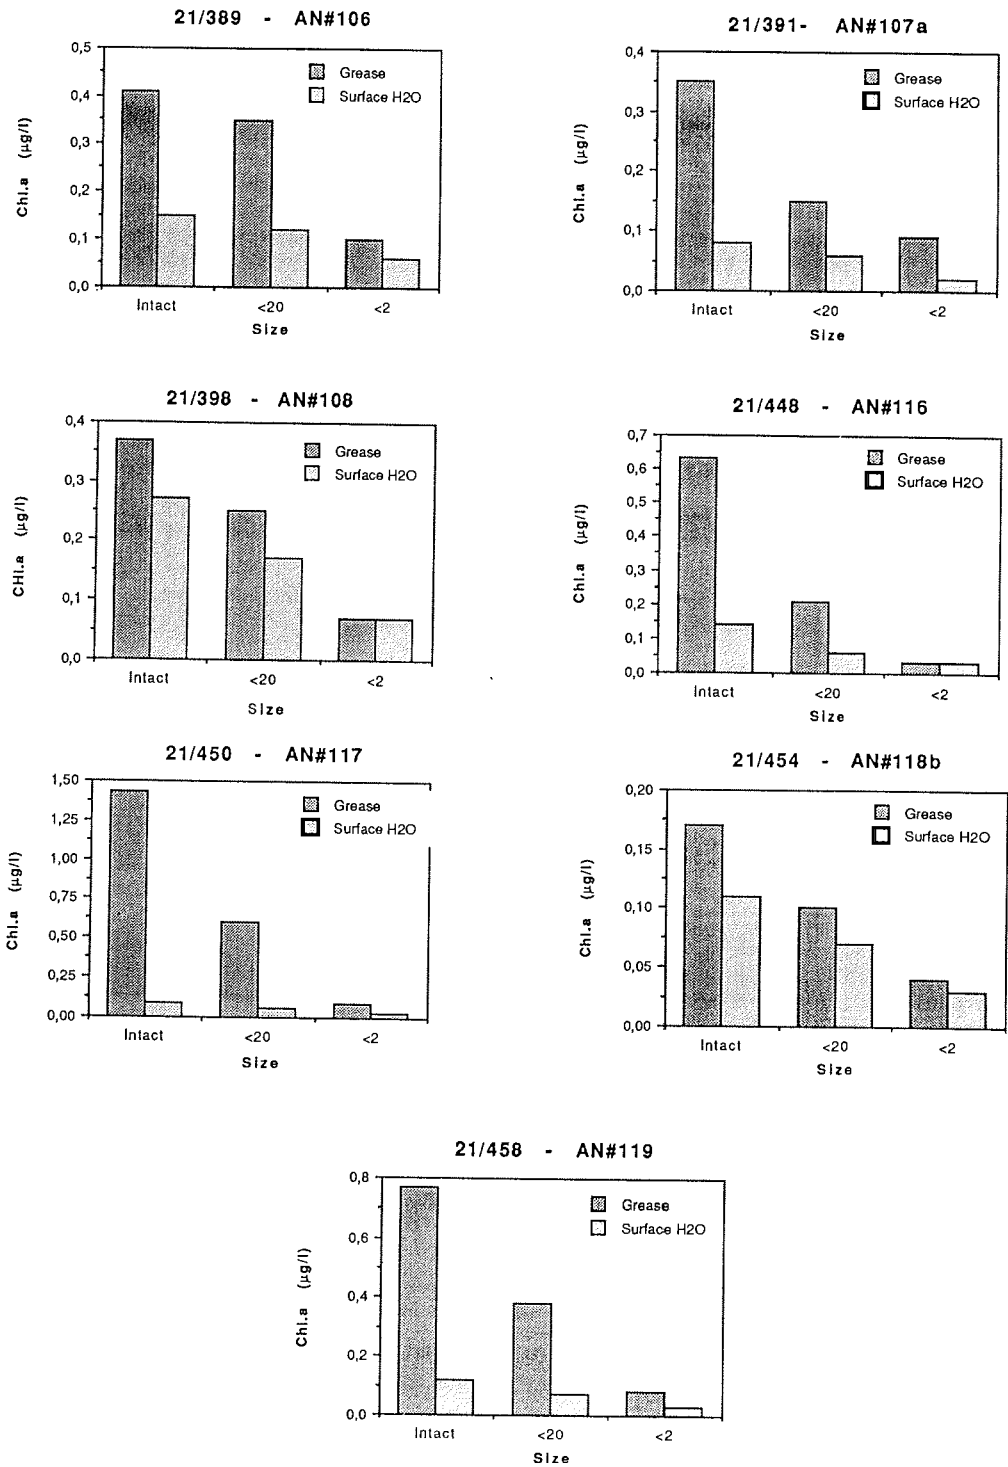 21/389 - AN#106
0,5
0,4
0,3
0,2
0,1
0,0
Chl.a (µg/l)
Grease
Surface H2O
Intact <20 <2
Size
21/391- AN#107a
0,4
0,3
0,2
0,1
0,0
Chl.a (µg/l)
Grease
Surface H2O
Intact <20 <2
Size
21/398 - AN#108
0,4
0,3
0,2
0,1
0,0
CHl.a (µg/l)
Grease
Surface H2O
Intact <20 <2
Size
21/448 - AN#116
0,7
0,6
0,5
0,4
0,3
0,2
0,1
0,0
Chl.a (µg/l)
Grease
Surface H2O
Intact <20 <2
Size
21/450 - AN#117
1,50
1,25
1,00
0,75
0,50
0,25
0,00
Chl.a (µg/l)
Grease
Surface H2O
Intact <20 <2
Size
21/454 - AN#118b
0,20
0,15
0,10
0,05
0,00
Chl.a (µg/l)
Grease
Surface H2O
Intact <20 <2
Size
21/458 - AN#119
0,8
0,6
0,4
0,2
0,0
Chl.a (µg/l)
Grease
Surface H2O
Intact <20 <2
Size